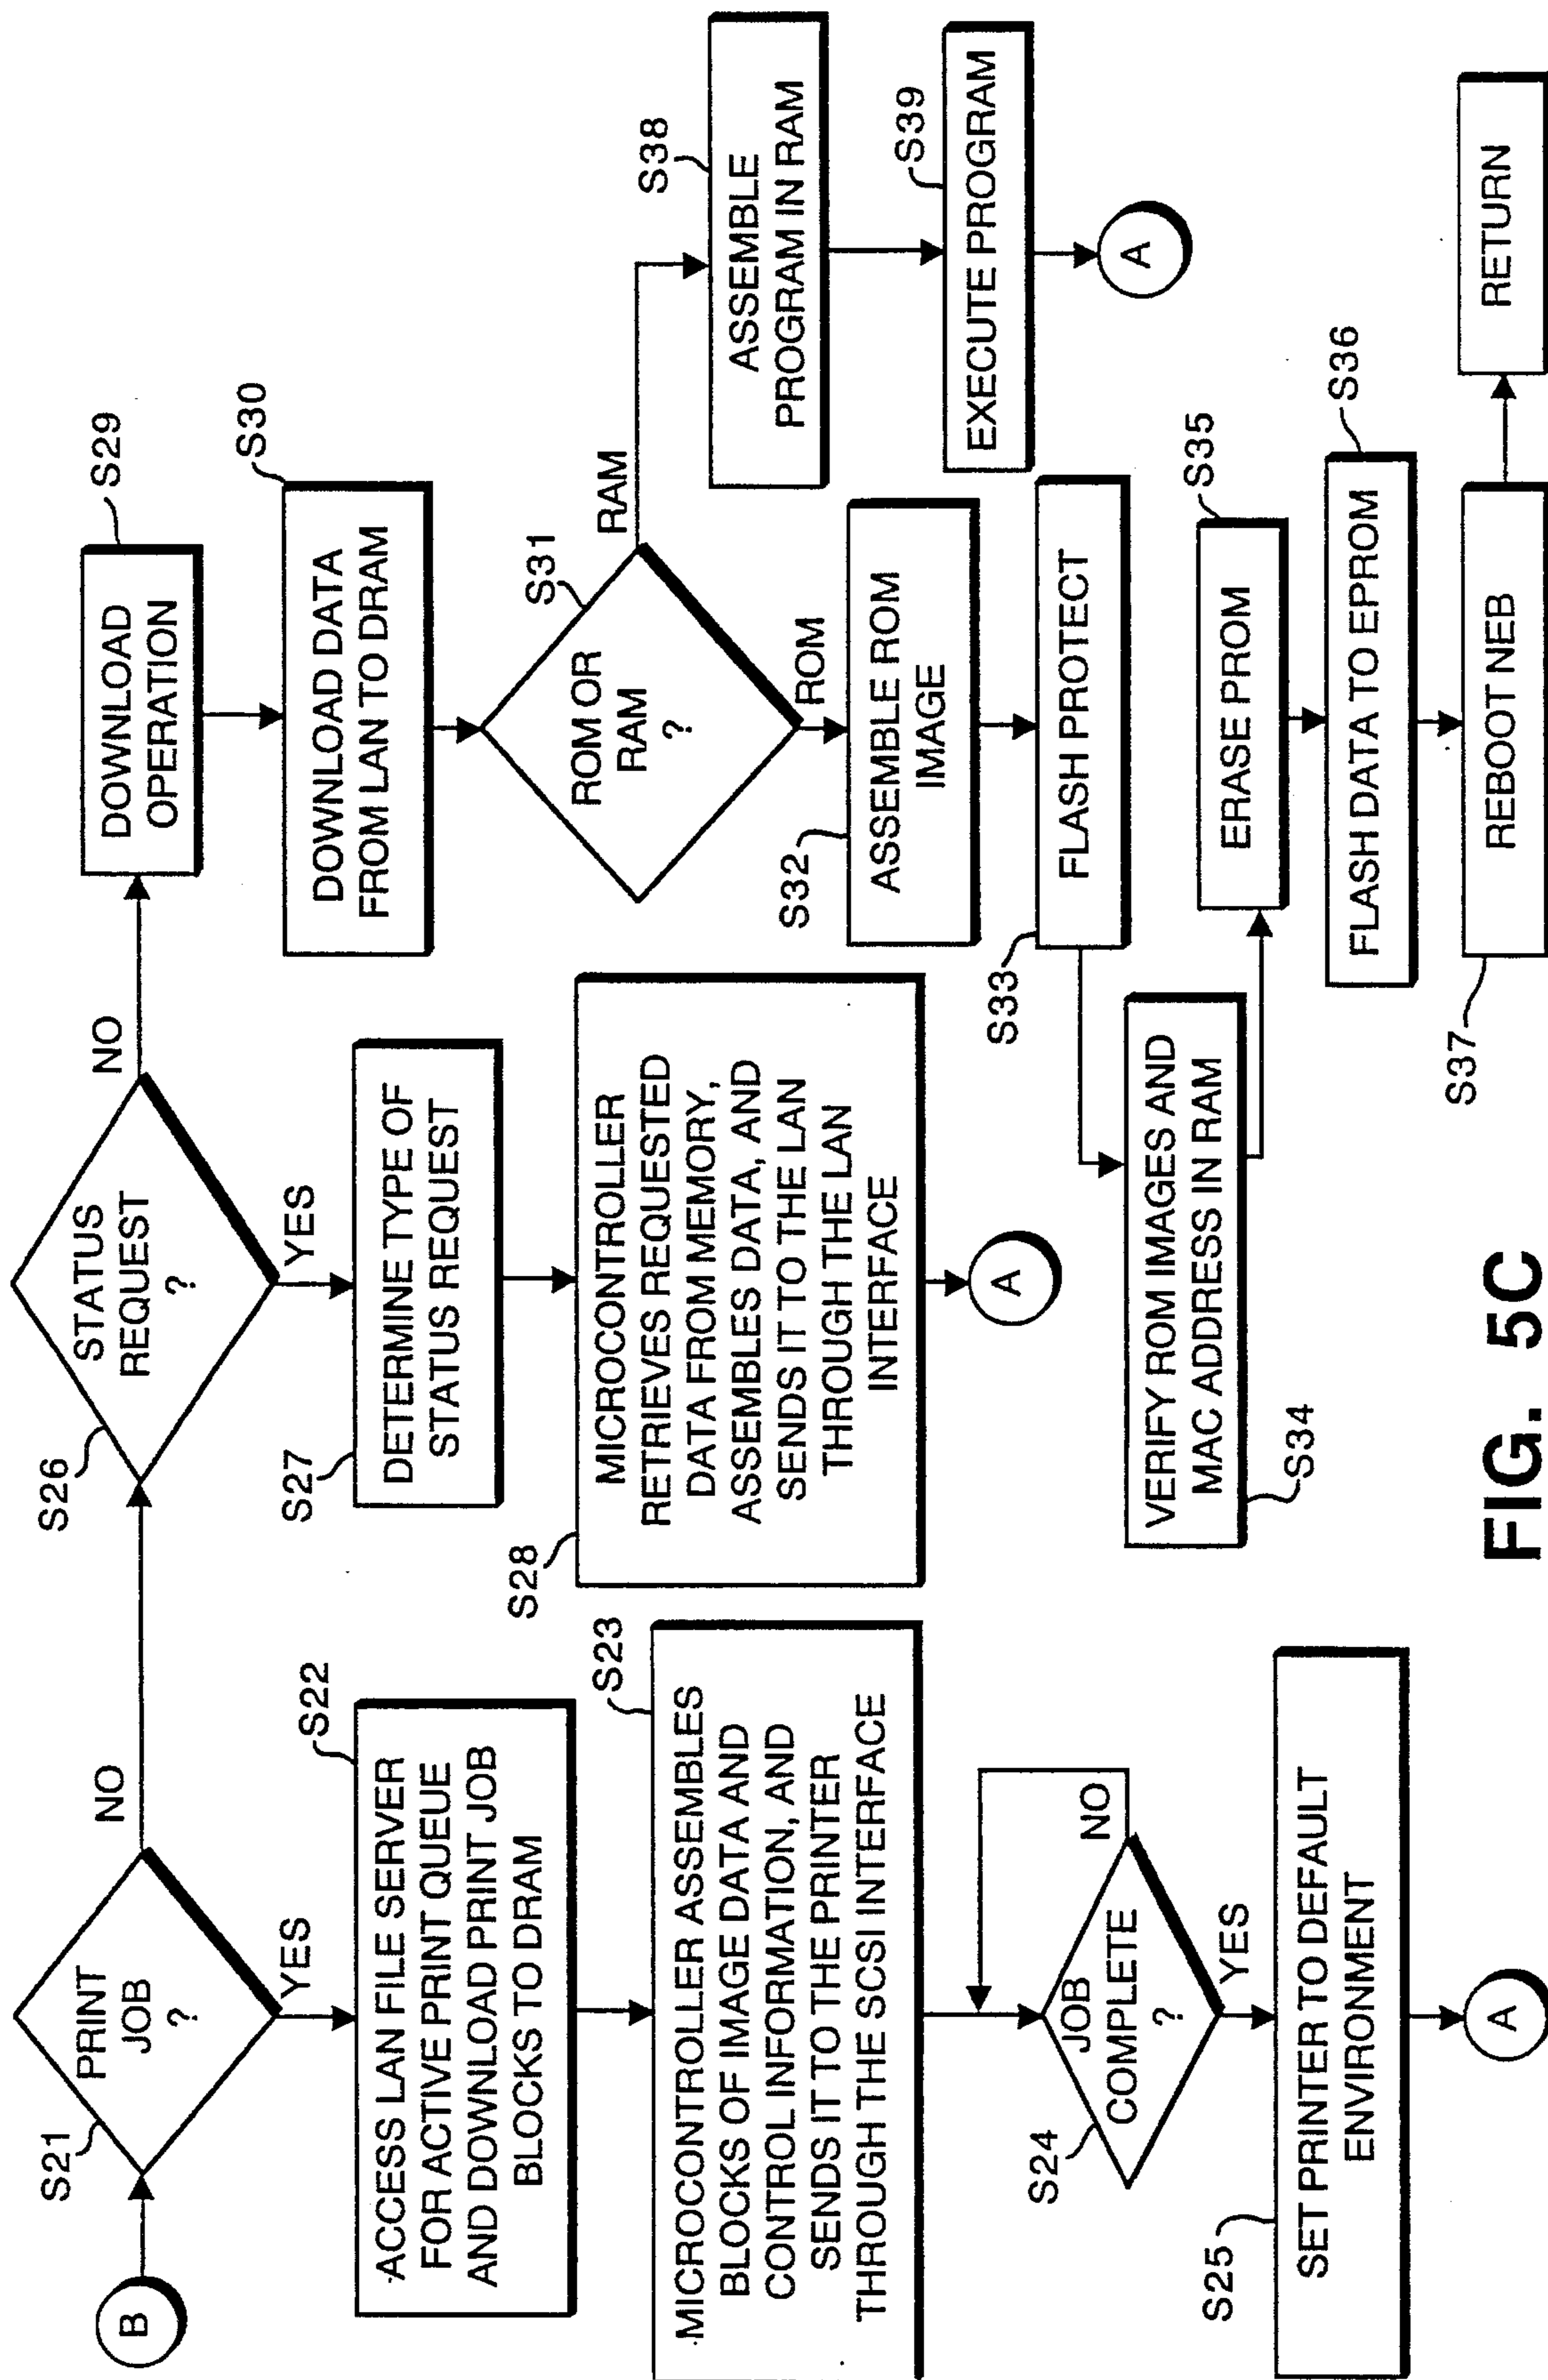 B
S21
PRINT
JOB
?
NO
YES
S22
ACCESS LAN FILE SERVER
FOR ACTIVE PRINT QUEUE
AND DOWNLOAD PRINT JOB
BLOCKS TO DRAM
S23
MICROCONTROLLER ASSEMBLES
BLOCKS OF IMAGE DATA AND
CONTROL INFORMATION, AND
SENDS IT TO THE PRINTER
THROUGH THE SCSI INTERFACE
S24
JOB
COMPLETE
?
NO
YES
S25
SET PRINTER TO DEFAULT
ENVIRONMENT
A
S26
STATUS
REQUEST
?
NO
YES
S27
DETERMINE TYPE OF
STATUS REQUEST
S28
MICROCONTROLLER
RETRIEVES REQUESTED
DATA FROM MEMORY,
ASSEMBLES DATA, AND
SENDS IT TO THE LAN
THROUGH THE LAN
INTERFACE
A
S29
DOWNLOAD
OPERATION
S30
DOWNLOAD DATA
FROM LAN TO DRAM
S31
ROM OR
RAM
?
RAM
ROM
S32
ASSEMBLE ROM
IMAGE
S33
FLASH PROTECT
VERIFY ROM IMAGES AND
MAC ADDRESS IN RAM
S34
S35
ERASE PROM
S36
FLASH DATA TO EPROM
S37
REBOOT NEB
RETURN
S38
ASSEMBLE
PROGRAM IN RAM
S39
EXECUTE PROGRAM
A
FIG. 5C